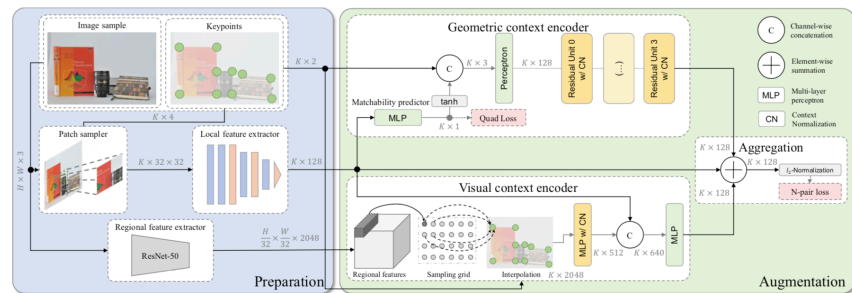 Image sample
Keypoints
K × 2
K × 4
H × W × 3
Patch sampler
K × 32 × 32
Local feature extractor
K × 128
Regional feature extractor
ResNet-50
H/32 × W/32 × 2048
Preparation
Geometric context encoder
C
K × 3
Perceptron
K × 128
Residual Unit 0
w/ CN
(...)
Residual Unit 3
w/ CN
tanh
Matchability predictor
MLP
K × 1
Quad Loss
Visual context encoder
Regional features
Sampling grid
Interpolation
K × 2048
MLP w/ CN
K × 512
C
K × 640
MLP
K × 128
K × 128
K × 128
Aggregation
K × 128
l2-Normalization
N-pair loss
Augmentation
C
Channel-wise
concatenation
Element-wise
summation
MLP
Multi-layer
perceptron
CN
Context
Normalization